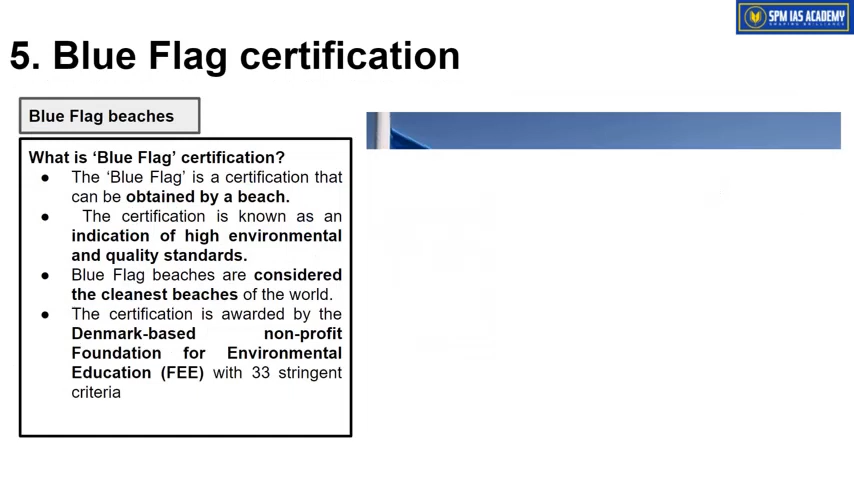 SPM IAS ACADEMY
SHAPING BRILLIANCE
5. Blue Flag certification
Blue Flag beaches
What is ‘Blue Flag’ certification?
● The ‘Blue Flag’ is a certification that
can be obtained by a beach.
● The certification is known as an
indication of high environmental
and quality standards.
● Blue Flag beaches are considered
the cleanest beaches of the world.
● The certification is awarded by the
Denmark-based non-profit
Foundation for Environmental
Education (FEE) with 33 stringent
criteria